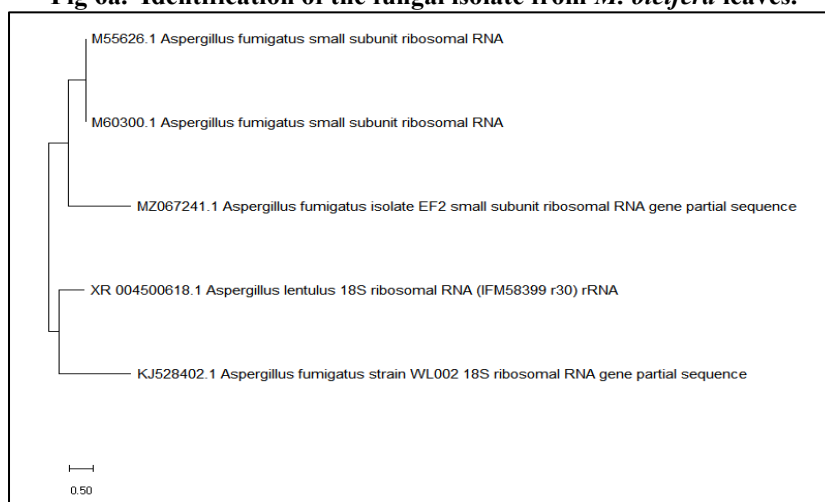 Fig 6a: Identification of the fungal isolate from M. oleifera leaves.
M55626.1 Aspergillus fumigatus small subunit ribosomal RNA
M60300.1 Aspergillus fumigatus small subunit ribosomal RNA
MZ067241.1 Aspergillus fumigatus isolate EF2 small subunit ribosomal RNA gene partial sequence
XR 004500618.1 Aspergillus lentulus 18S ribosomal RNA (IFM58399 r30) rRNA
KJ528402.1 Aspergillus fumigatus strain WL002 18S ribosomal RNA gene partial sequence
0.50